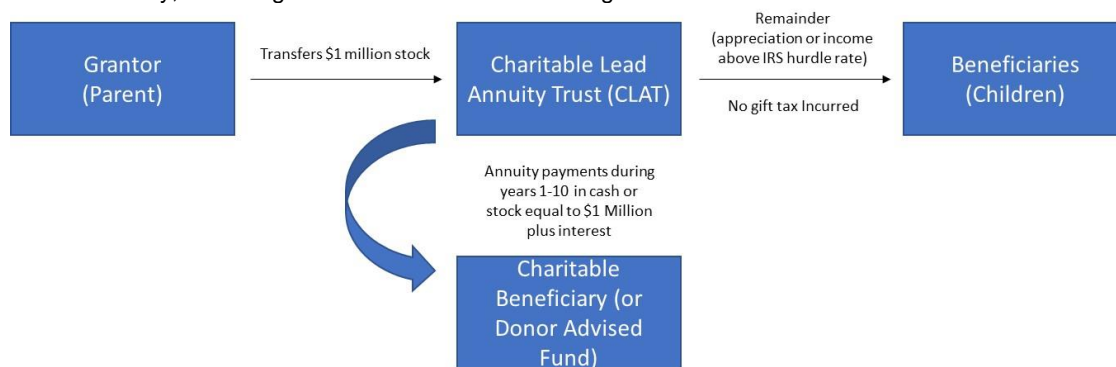 Grantor
(Parent)
Transfers $1 million stock
Charitable Lead
Annuity Trust (CLAT)
Remainder
(appreciation or income
above IRS hurdle rate)
No gift tax Incurred
Beneficiaries
(Children)
Annuity payments during
years 1-10 in cash or
stock equal to $1 Million
plus interest
Charitable
Beneficiary (or
Donor Advised
Fund)